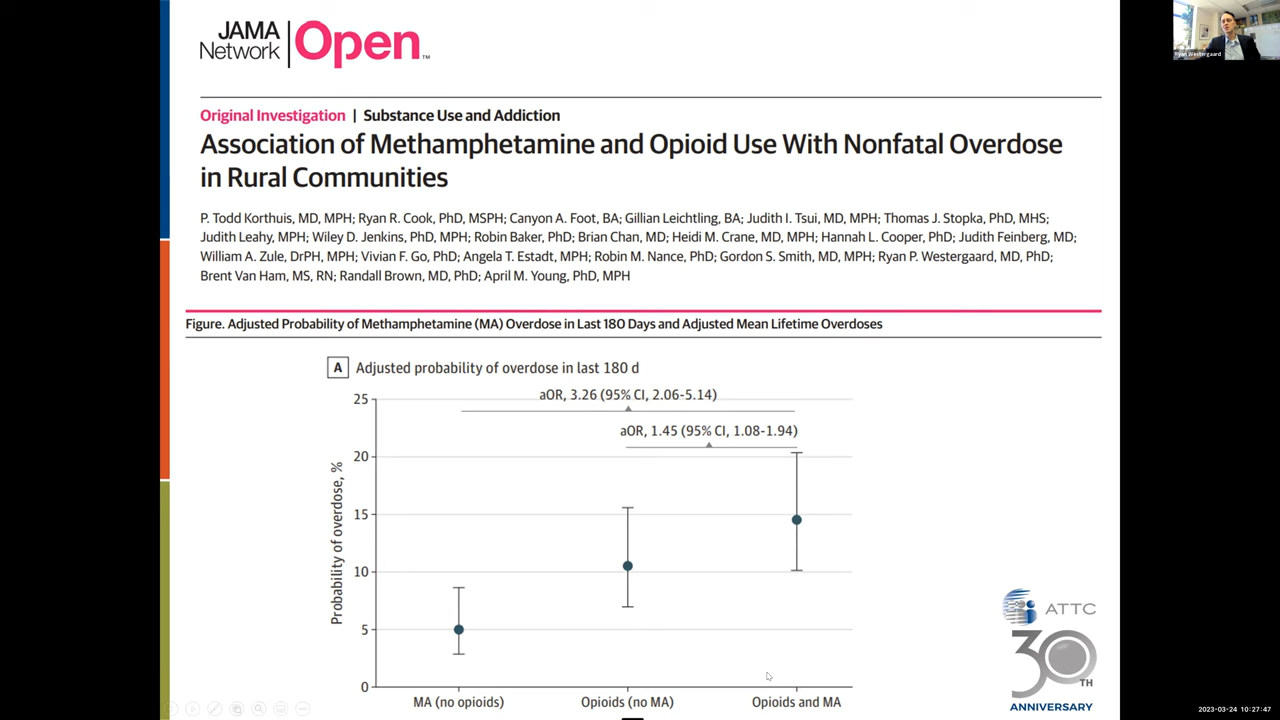 JAMA
Network
Open™
Ryan Westergaard
Original Investigation | Substance Use and Addiction
Association of Methamphetamine and Opioid Use With Nonfatal Overdose
in Rural Communities
P. Todd Korthuis, MD, MPH; Ryan R. Cook, PhD, MSPH; Canyon A. Foot, BA; Gillian Leichtling, BA; Judith I. Tsui, MD, MPH; Thomas J. Stopka, PhD, MHS;
Judith Leahy, MPH; Wiley D. Jenkins, PhD, MPH; Robin Baker, PhD; Brian Chan, MD; Heidi M. Crane, MD, MPH; Hannah L. Cooper, PhD; Judith Feinberg, MD;
William A. Zule, DrPH, MPH; Vivian F. Go, PhD; Angela T. Estadt, MPH; Robin M. Nance, PhD; Gordon S. Smith, MD, MPH; Ryan P. Westergaard, MD, PhD;
Brent Van Ham, MS, RN; Randall Brown, MD, PhD; April M. Young, PhD, MPH
Figure. Adjusted Probability of Methamphetamine (MA) Overdose in Last 180 Days and Adjusted Mean Lifetime Overdoses
A Adjusted probability of overdose in last 180 d
aOR, 3.26 (95% CI, 2.06-5.14)
aOR, 1.45 (95% CI, 1.08-1.94)
Probability of overdose, %
25
20
15
10
5
0
MA (no opioids)
Opioids (no MA)
Opioids and MA
ATTC
30
TH
ANNIVERSARY
2023-03-24 10:27:47